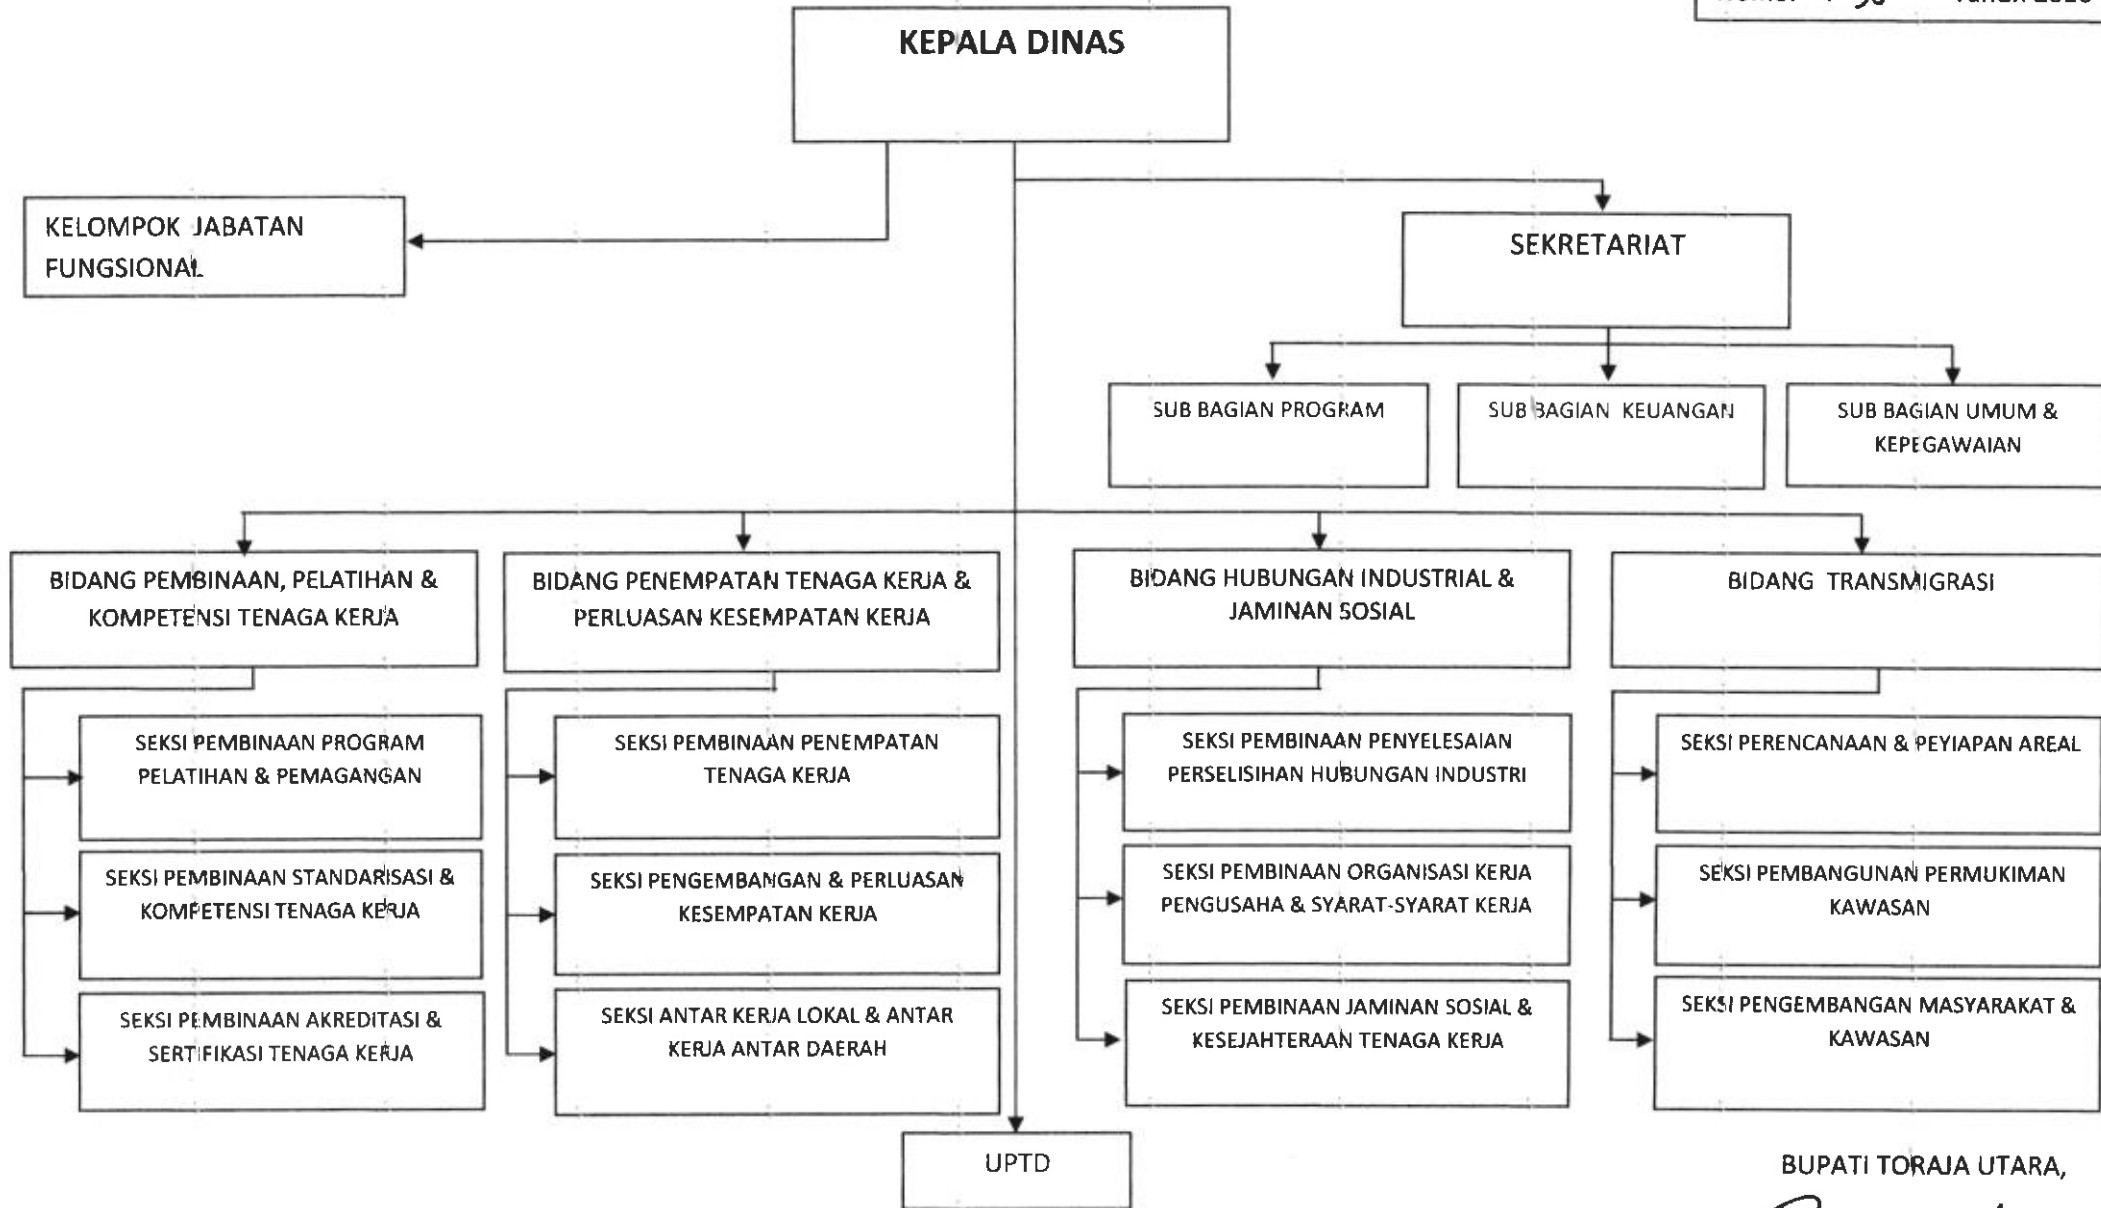 KEPALA DINAS
KELOMPOK JABATAN
FUNGSIONAL
SEKRETARIAT
SUB BAGIAN PROGRAM
SUB BAGIAN KEUANGAN
SUB BAGIAN UMUM &
KEPEGAWAIAN
BIDANG PEMBINAAN, PELATIHAN &
KOMPETENSI TENAGA KERJA
BIDANG PENEMPATAN TENAGA KERJA &
PERLUASAN KESEMPATAN KERJA
BIDANG HUBUNGAN INDUSTRIAL &
JAMINAN SOSIAL
BIDANG TRANSMIGRASI
SEKSI PEMBINAAN PROGRAM
PELATIHAN & PEMAGANGAN
SEKSI PEMBINAAN PENEMPATAN
TENAGA KERJA
SEKSI PEMBINAAN PENYELESAIAN
PERSELISIHAN HUBUNGAN INDUSTRI
SEKSI PERENCANAAN & PEYIAPAN AREAL
SEKSI PEMBINAAN STANDARISASI &
KOMPETENSI TENAGA KERJA
SEKSI PENGEMBANGAN & PERLUASAN
KESEMPATAN KERJA
SEKSI PEMBINAAN ORGANISASI KERJA
PENGUSAHA & SYARAT-SYARAT KERJA
SEKSI PEMBANGUNAN PERMUKIMAN
KAWASAN
SEKSI PEMBINAAN AKREDITASI &
SERTIFIKASI TENAGA KERJA
SEKSI ANTAR KERJA LOKAL & ANTAR
KERJA ANTAR DAERAH
SEKSI PEMBINAAN JAMINAN SOSIAL &
KESEJAHTERAAN TENAGA KERJA
SEKSI PENGEMBANGAN MASYARAKAT &
KAWASAN
UPTD
BUPATI TORAJA UTARA,